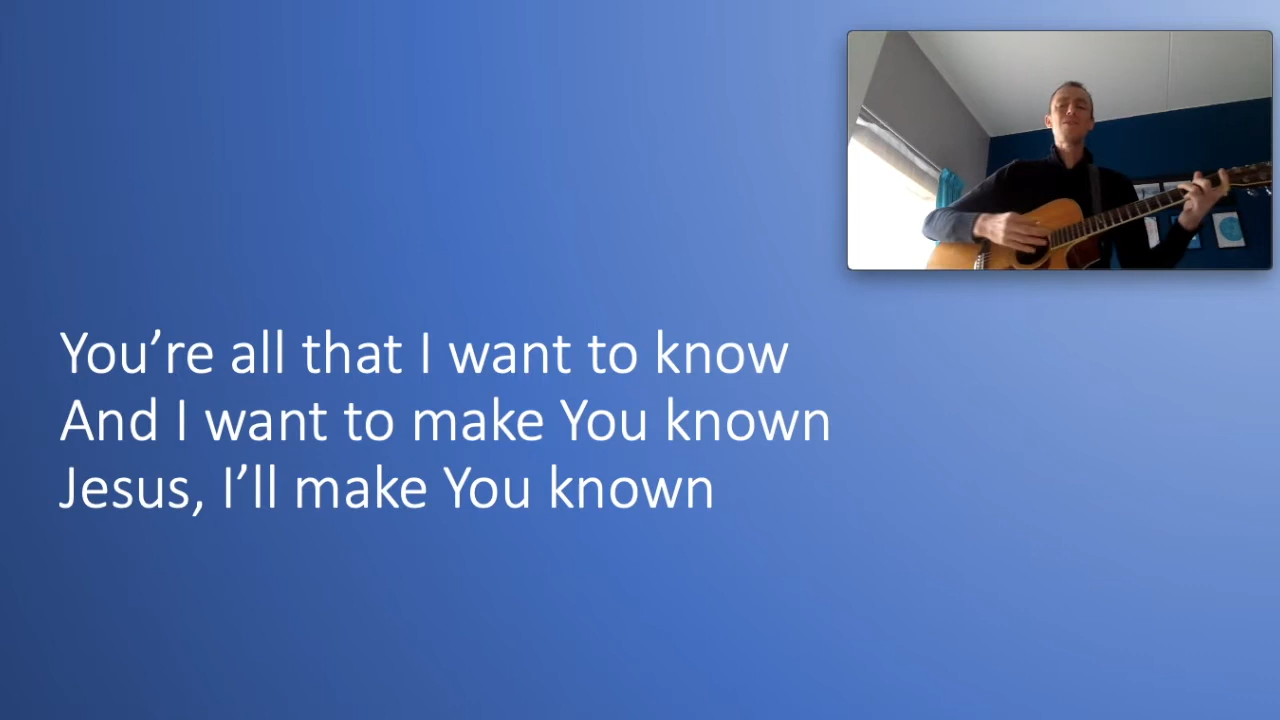 You’re all that I want to know
And I want to make You known
Jesus, I’ll make You known